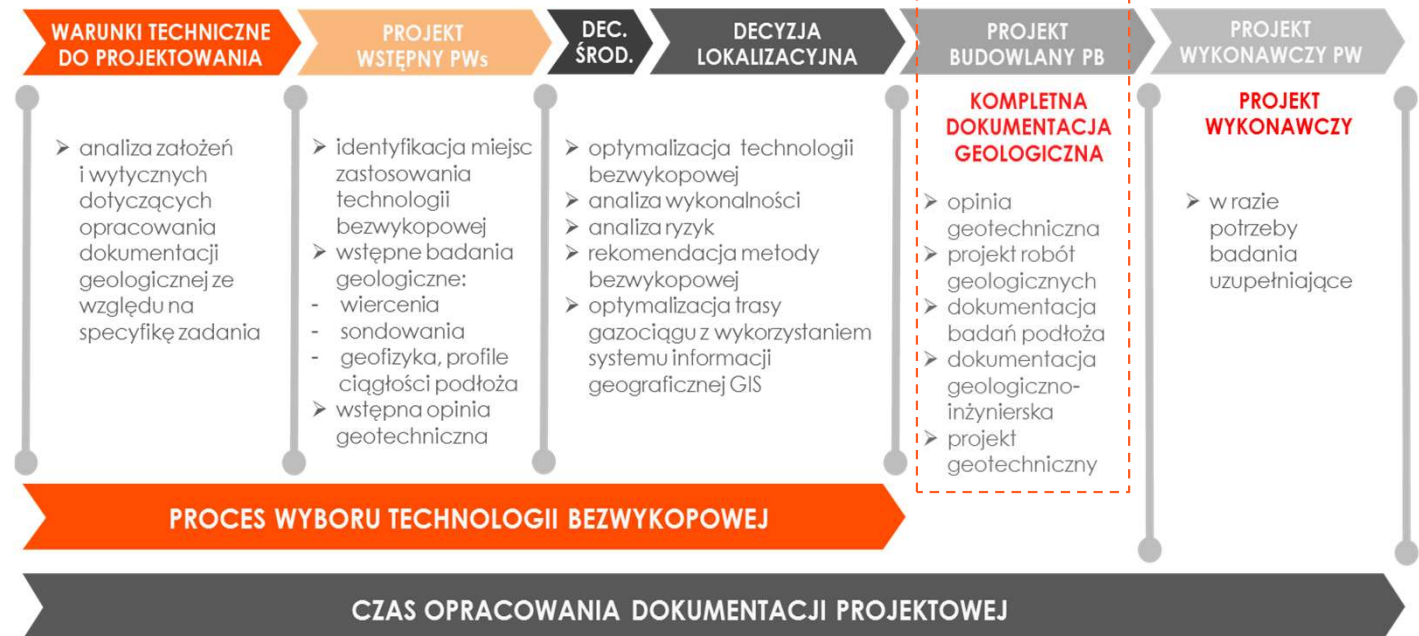 WARUNKI TECHNICZNE
DO PROJEKTOWANIA
PROJEKT
WSTĘPNY PWs
DEC.
ŚROD.
DECYZJA
LOKALIZACYJNA
PROJEKT
BUDOWLANY PB
PROJEKT
WYKONAWCZY PW
➢ analiza założeń
i wytycznych
dotyczących
opracowania
dokumentacji
geologicznej ze
względu na
specyfikę zadania
➢ identyfikacja miejsc
zastosowania
technologii
bezwykopowej
➢ wstępne badania
geologiczne:
- wiercenia
- sondowania
- geofizyka, profile
ciągłości podłoża
➢ wstępna opinia
geotechniczna
➢ optymalizacja technologii
bezwykopowej
➢ analiza wykonalności
➢ analiza ryzyk
➢ rekomendacja metody
bezwykopowej
➢ optymalizacja trasy
gazociągu z wykorzystaniem
systemu informacji
geograficznej GIS
KOMPLETNA
DOKUMENTACJA
GEOLOGICZNA
➢ opinia
geotechniczna
➢ projekt robót
geologicznych
➢ dokumentacja
badań podłoża
➢ dokumentacja
geologiczno-
inżynierska
➢ projekt
geotechniczny
PROJEKT
WYKONAWCZY
➢ w razie
potrzeby
badania
uzupełniające
PROCES WYBORU TECHNOLOGII BEZWYKOPOWEJ
CZAS OPRACOWANIA DOKUMENTACJI PROJEKTOWEJ